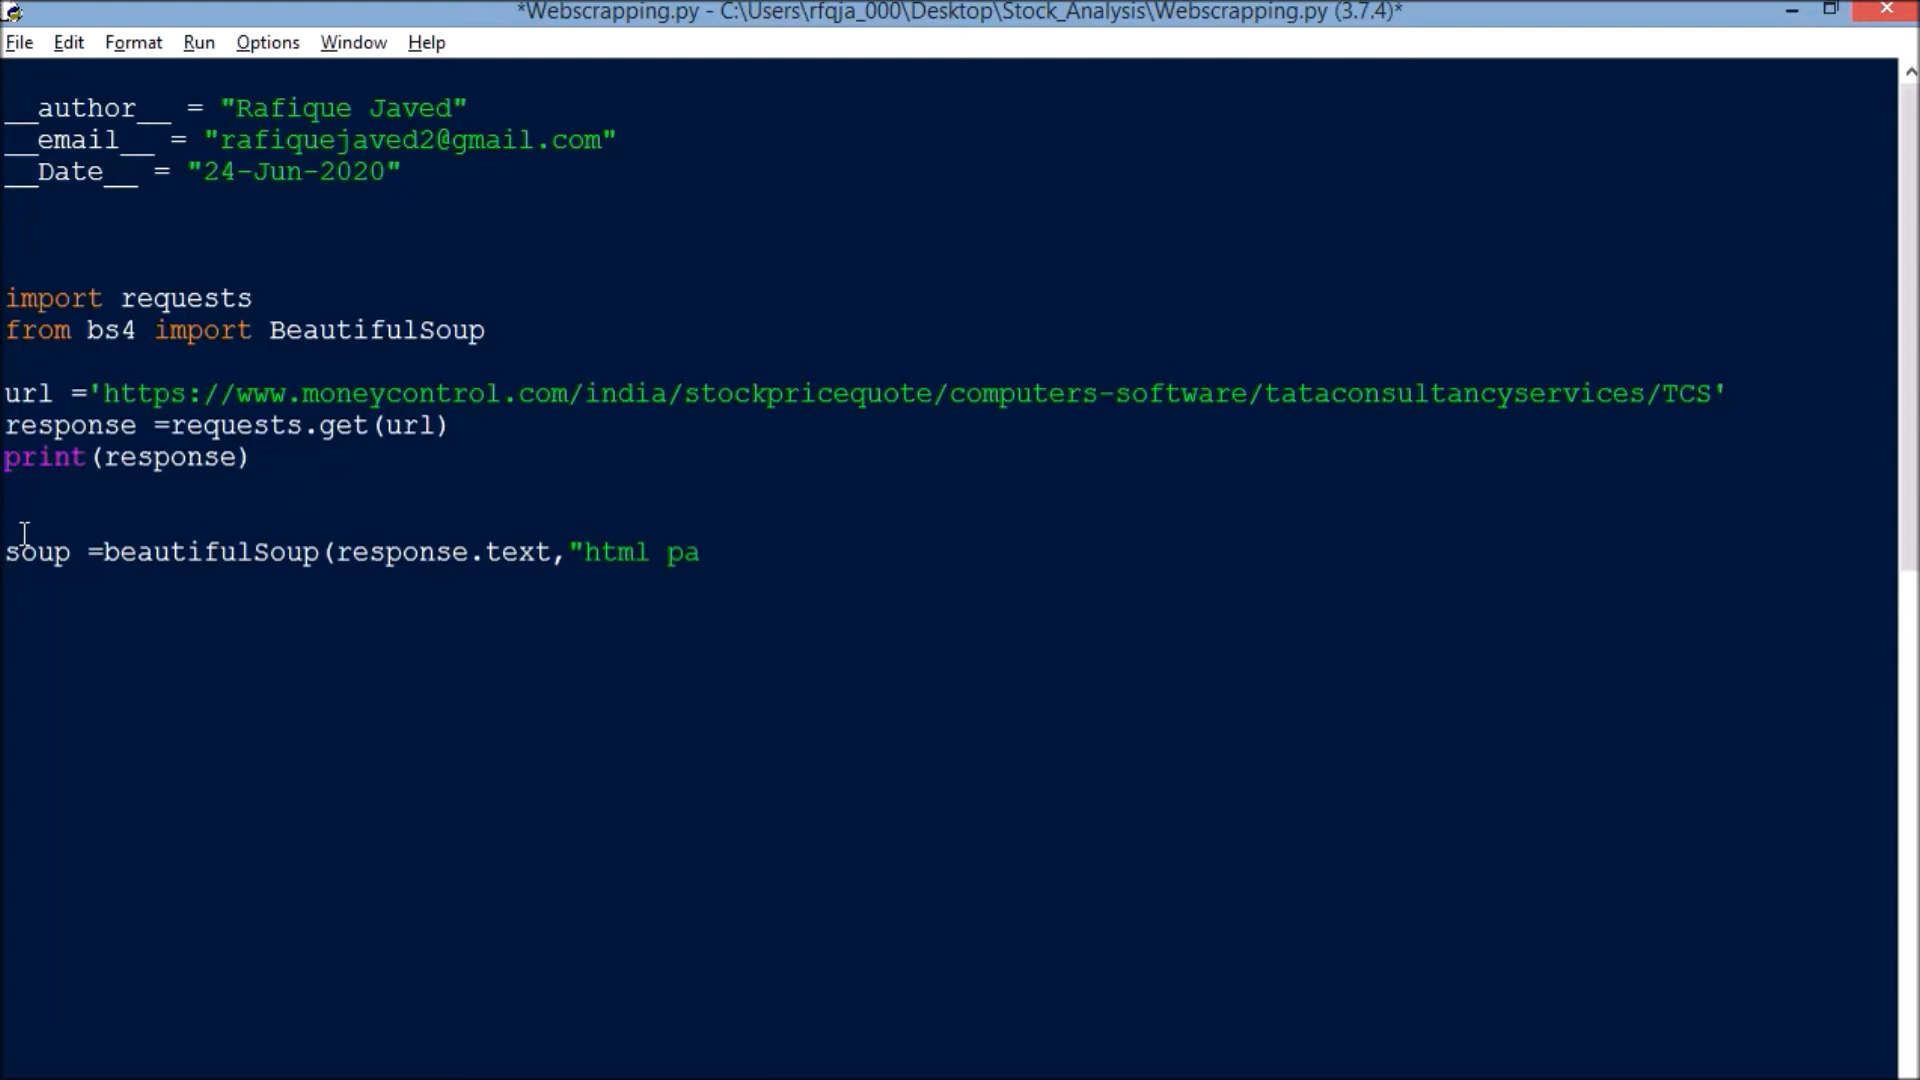 *Webscrapping.py - C:\Users\rfqja_000\Desktop\Stock_Analysis\Webscrapping.py (3.7.4)*
File Edit Format Run Options Window Help
__author__ = "Rafique Javed"
__email__ = "rafiquejaved2@gmail.com"
__Date__ = "24-Jun-2020"
import requests
from bs4 import BeautifulSoup
url ='https://www.moneycontrol.com/india/stockpricequote/computers-software/tataconsultancyservices/TCS'
response =requests.get(url)
print(response)
soup =beautifulSoup(response.text,"html pa